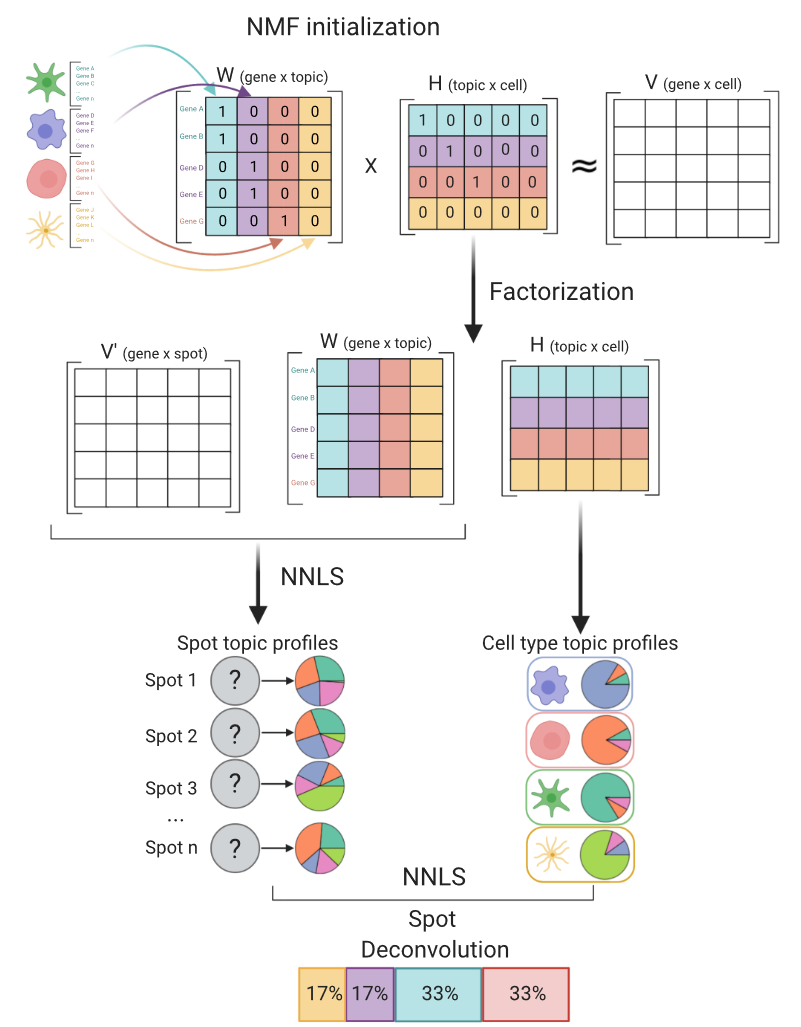 NMF initialization
Gene A
Gene B
Gene C
...
Gene n
Gene D
Gene E
Gene F
...
Gene n
Gene G
Gene H
Gene I
...
Gene n
Gene J
Gene K
Gene L
...
Gene n
W (gene x topic)
Gene A 1 0 0 0
Gene B 1 0 0 0
Gene D 0 1 0 0
Gene E 0 1 0 0
Gene G 0 0 1 0
x
H (topic x cell)
1 0 0 0 0
0 1 0 0 0
0 0 1 0 0
0 0 0 0 0
≈
V (gene x cell)
Factorization
V' (gene x spot)
W (gene x topic)
Gene A
Gene B
Gene D
Gene E
Gene G
H (topic x cell)
NNLS
Spot topic profiles
Spot 1 ?
Spot 2 ?
Spot 3 ?
...
Spot n ?
Cell type topic profiles
NNLS
Spot
Deconvolution
17% 17% 33% 33%